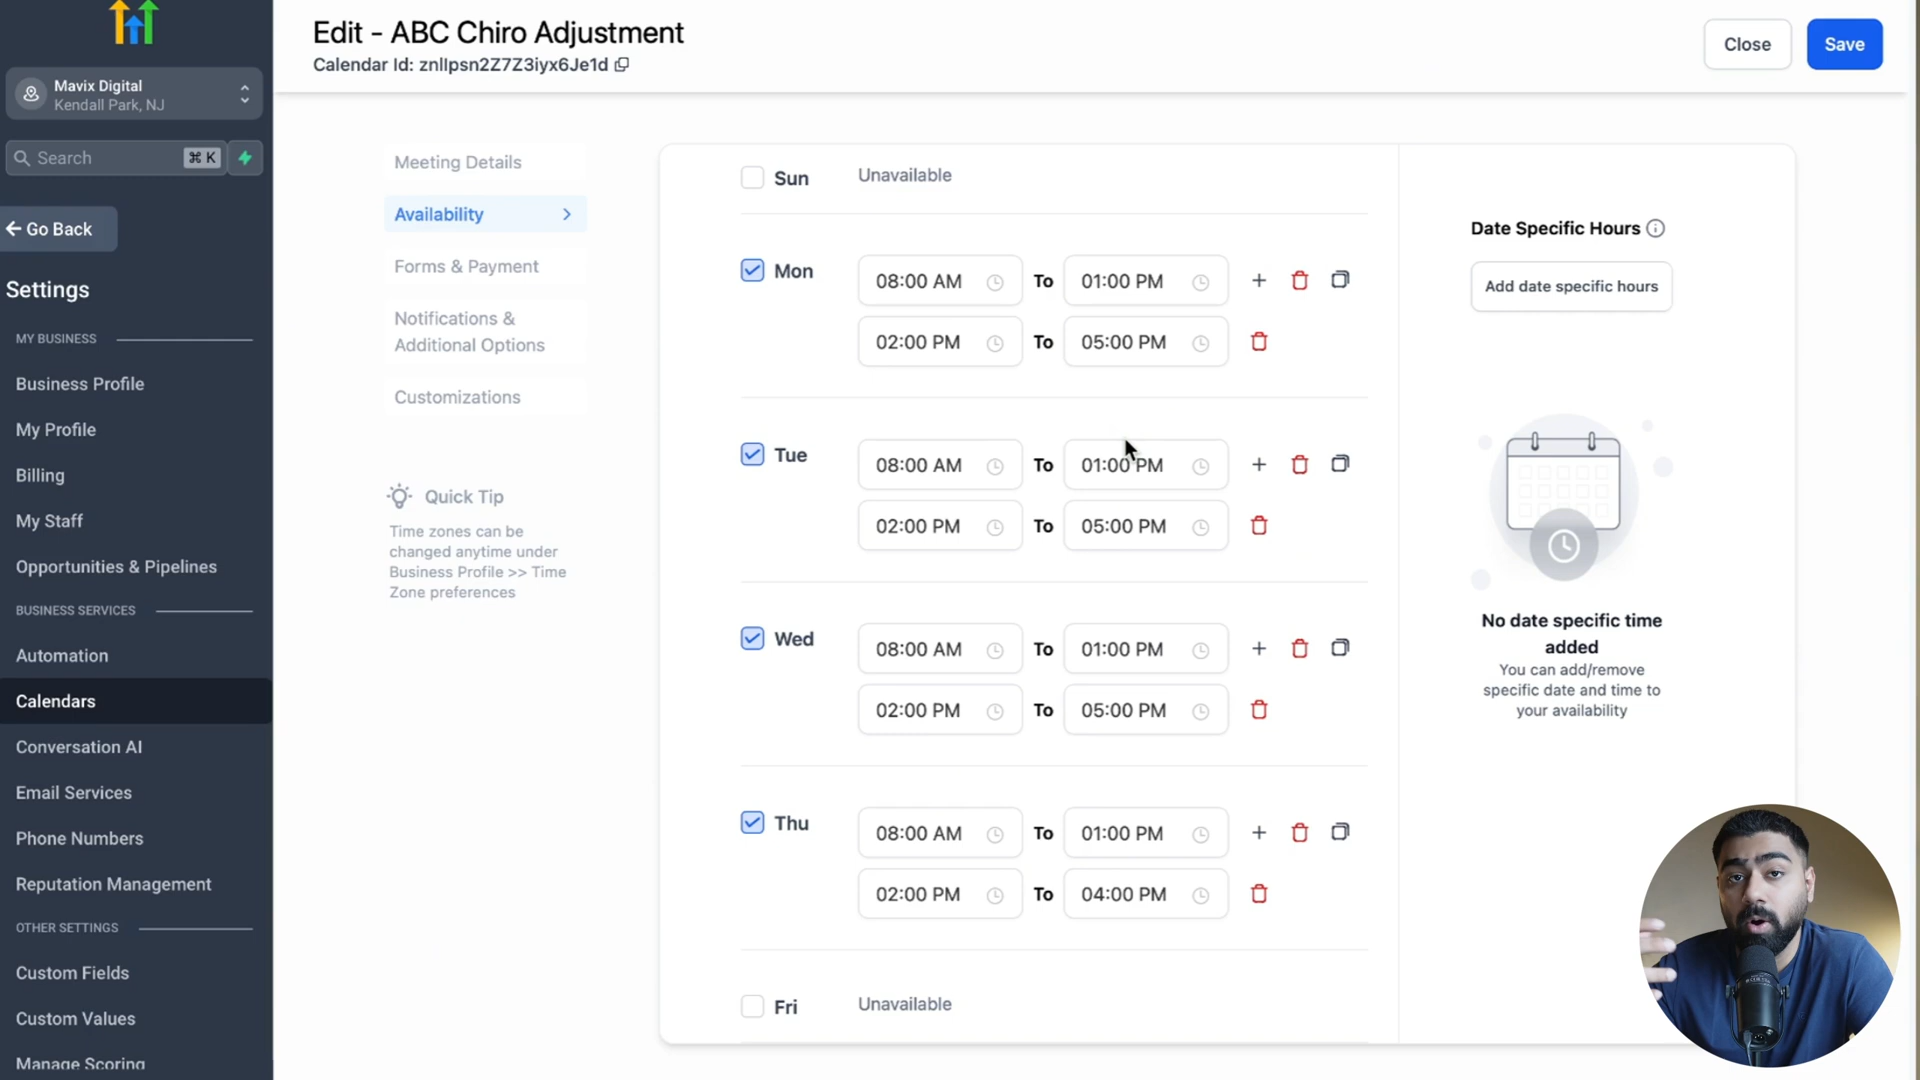 Edit - ABC Chiro Adjustment
Calendar Id: znllpsn2Z7Z3iyx6Je1d
Close
Save
Mavix Digital
Kendall Park, NJ
Search
⌘ K
Go Back
Settings
MY BUSINESS
Business Profile
My Profile
Billing
My Staff
Opportunities & Pipelines
BUSINESS SERVICES
Automation
Calendars
Conversation AI
Email Services
Phone Numbers
Reputation Management
OTHER SETTINGS
Custom Fields
Custom Values
Manage Scoring
Meeting Details
Availability
Forms & Payment
Notifications &
Additional Options
Customizations
Quick Tip
Time zones can be
changed anytime under
Business Profile >> Time
Zone preferences
Sun Unavailable
Mon 08:00 AM To 01:00 PM
02:00 PM To 05:00 PM
Tue 08:00 AM To 01:00 PM
02:00 PM To 05:00 PM
Wed 08:00 AM To 01:00 PM
02:00 PM To 05:00 PM
Thu 08:00 AM To 01:00 PM
02:00 PM To 04:00 PM
Fri Unavailable
Date Specific Hours
Add date specific hours
No date specific time
added
You can add/remove
specific date and time to
your availability